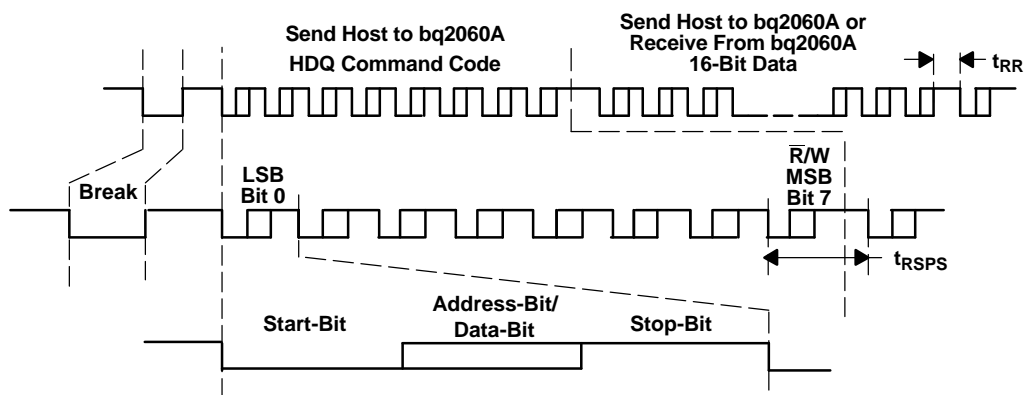 Send Host to bq2060A
HDQ Command Code
Send Host to bq2060A or
Receive From bq2060A
16-Bit Data
tRR
Break
LSB
Bit 0
R̅/W
MSB
Bit 7
tRSPS
Start-Bit
Address-Bit/
Data-Bit
Stop-Bit